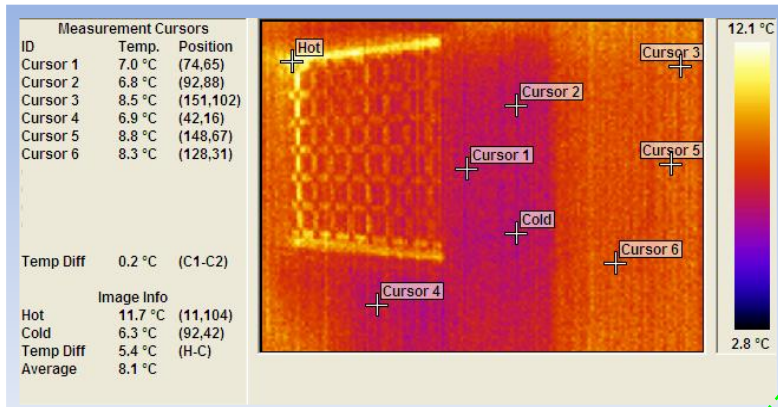 Measurement Cursors
ID Temp. Position
Cursor 1 7.0 °C (74,65)
Cursor 2 6.8 °C (92,88)
Cursor 3 8.5 °C (151,102)
Cursor 4 6.9 °C (42,16)
Cursor 5 8.8 °C (148,67)
Cursor 6 8.3 °C (128,31)
Temp Diff 0.2 °C (C1-C2)
Image Info
Hot 11.7 °C (11,104)
Cold 6.3 °C (92,42)
Temp Diff 5.4 °C (H-C)
Average 8.1 °C
Hot
Cursor 3
Cursor 2
Cursor 1
Cursor 5
Cold
Cursor 6
Cursor 4
12.1 °C
2.8 °C